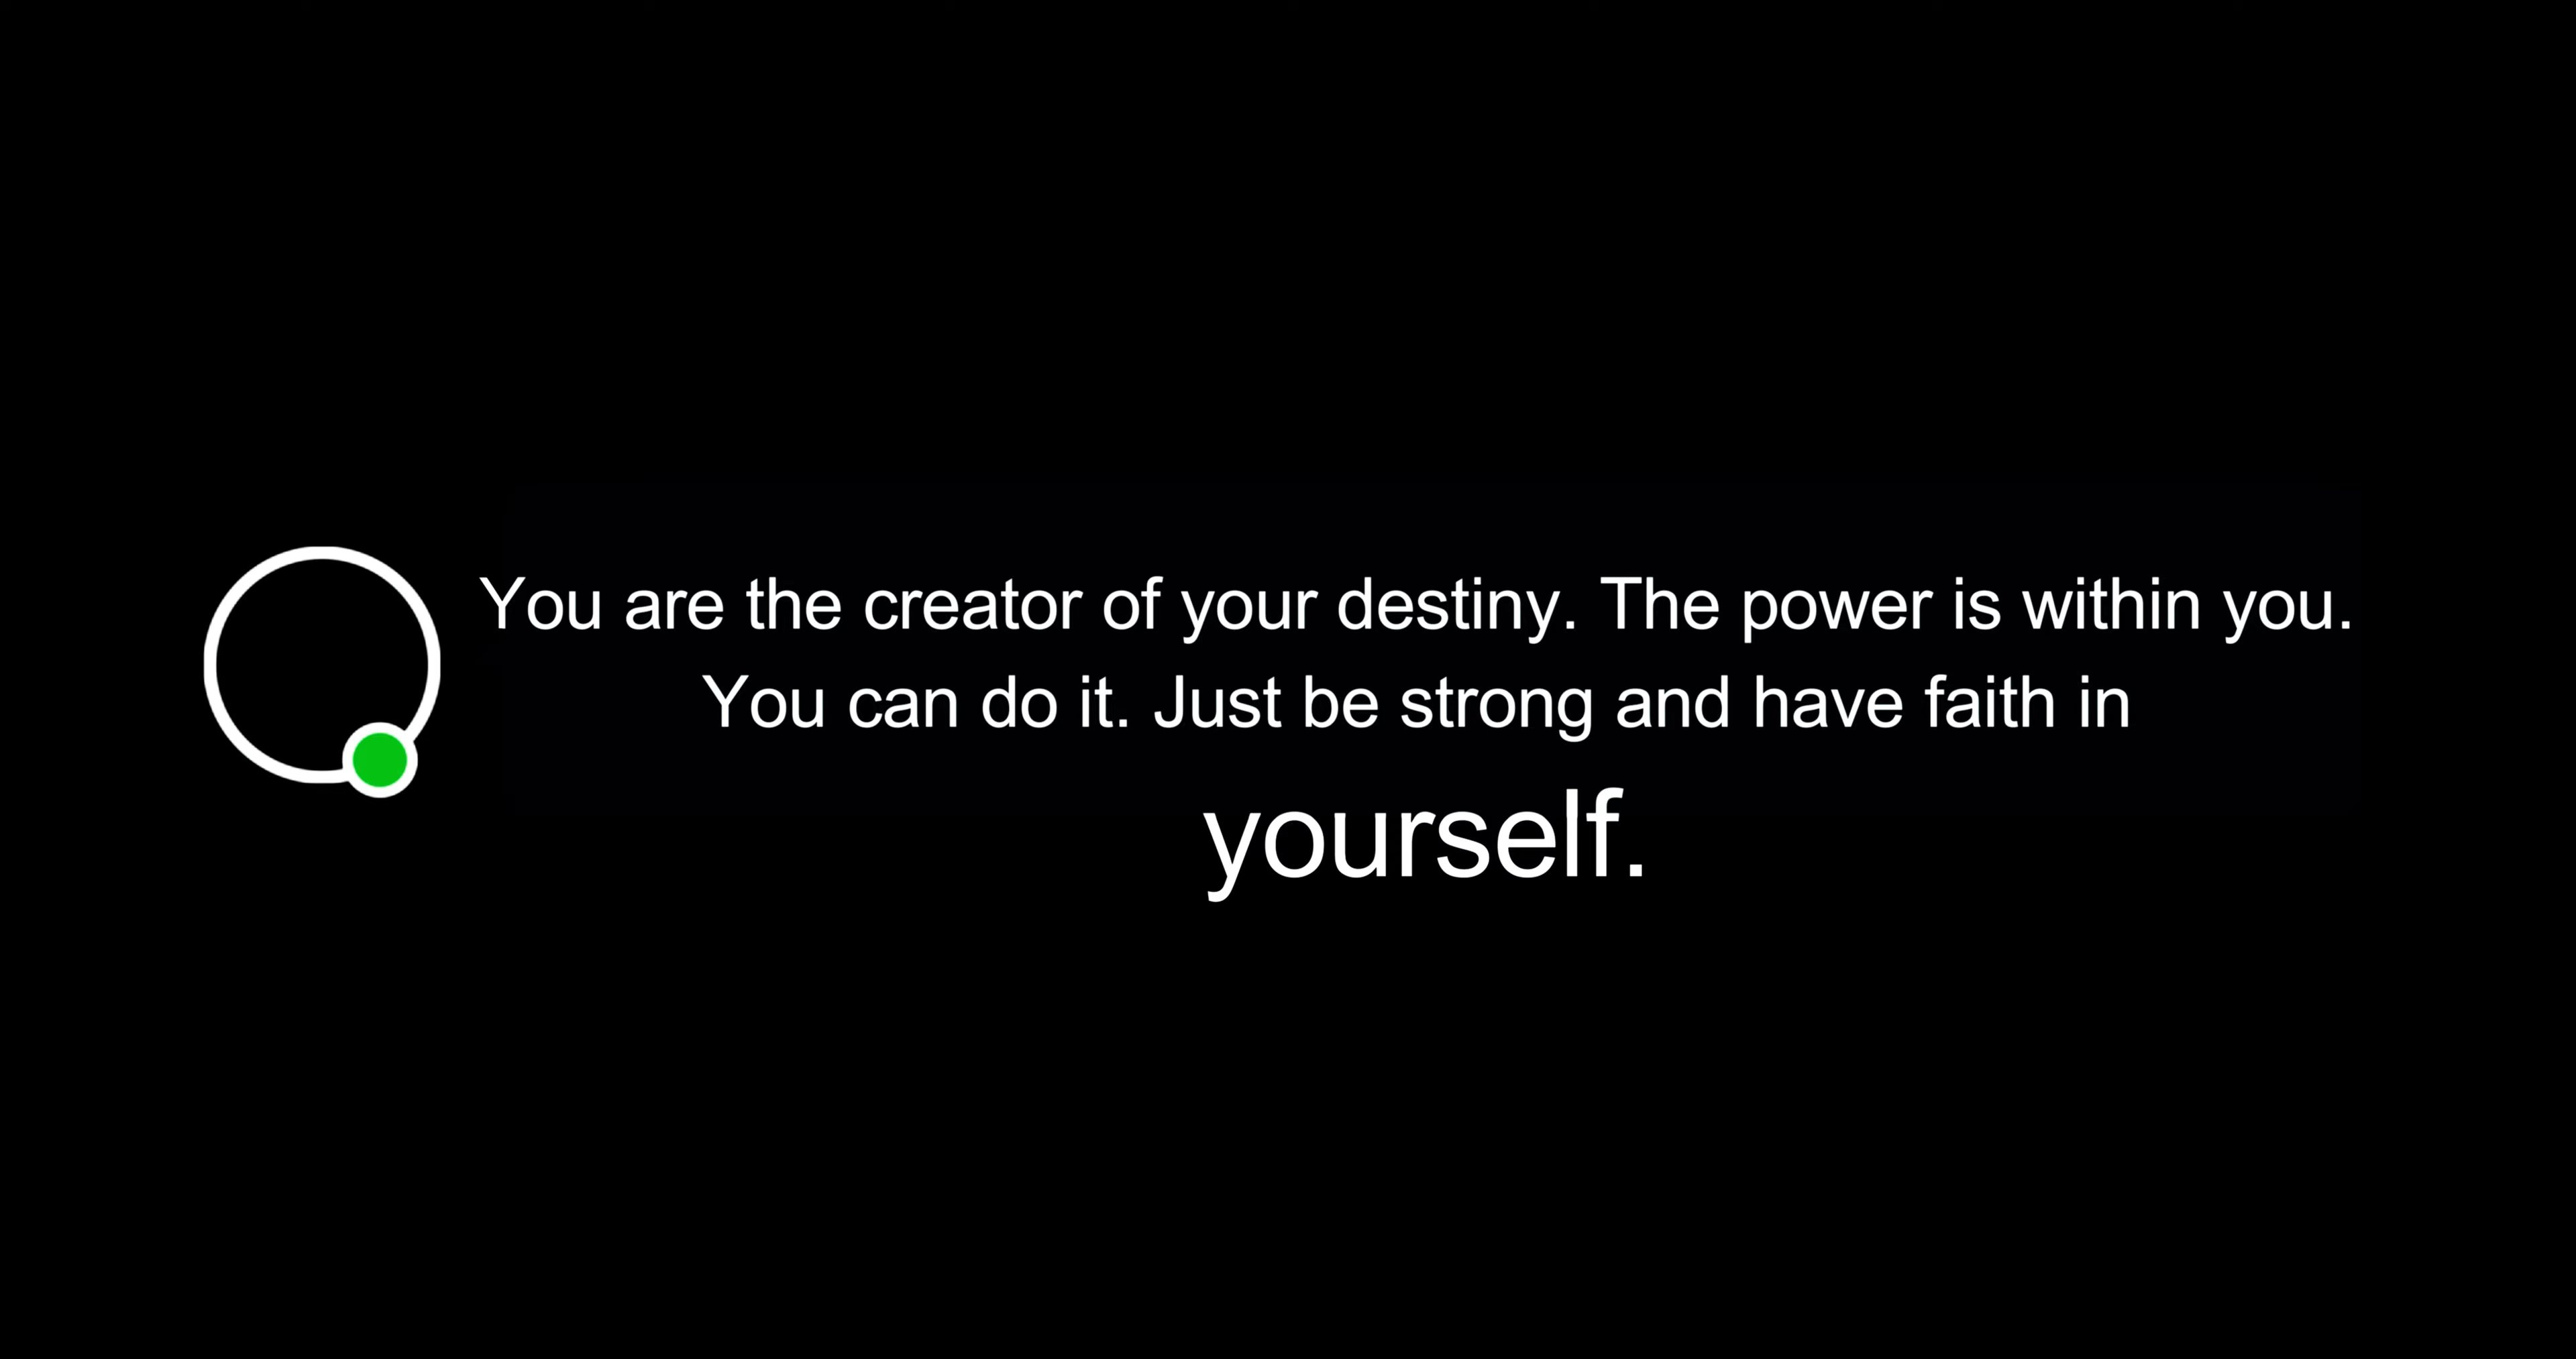 You are the creator of your destiny. The power is within you.
You can do it. Just be strong and have faith in
yourself.